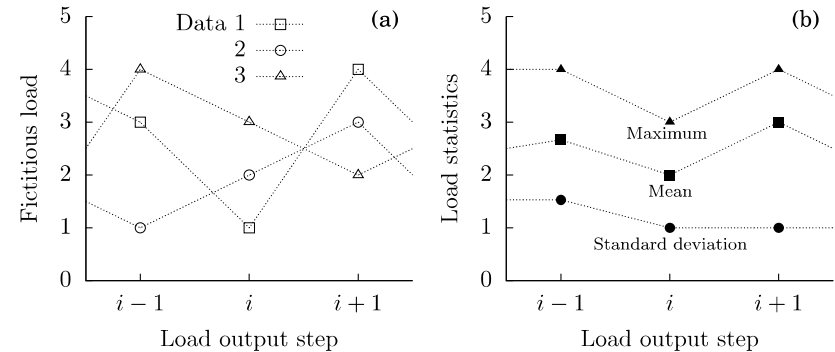 Data 1
2
3
(a)
Fictitious load
5
4
3
2
1
0
i − 1
i
i + 1
Load output step
(b)
Load statistics
5
4
3
2
1
0
Maximum
Mean
Standard deviation
i − 1
i
i + 1
Load output step